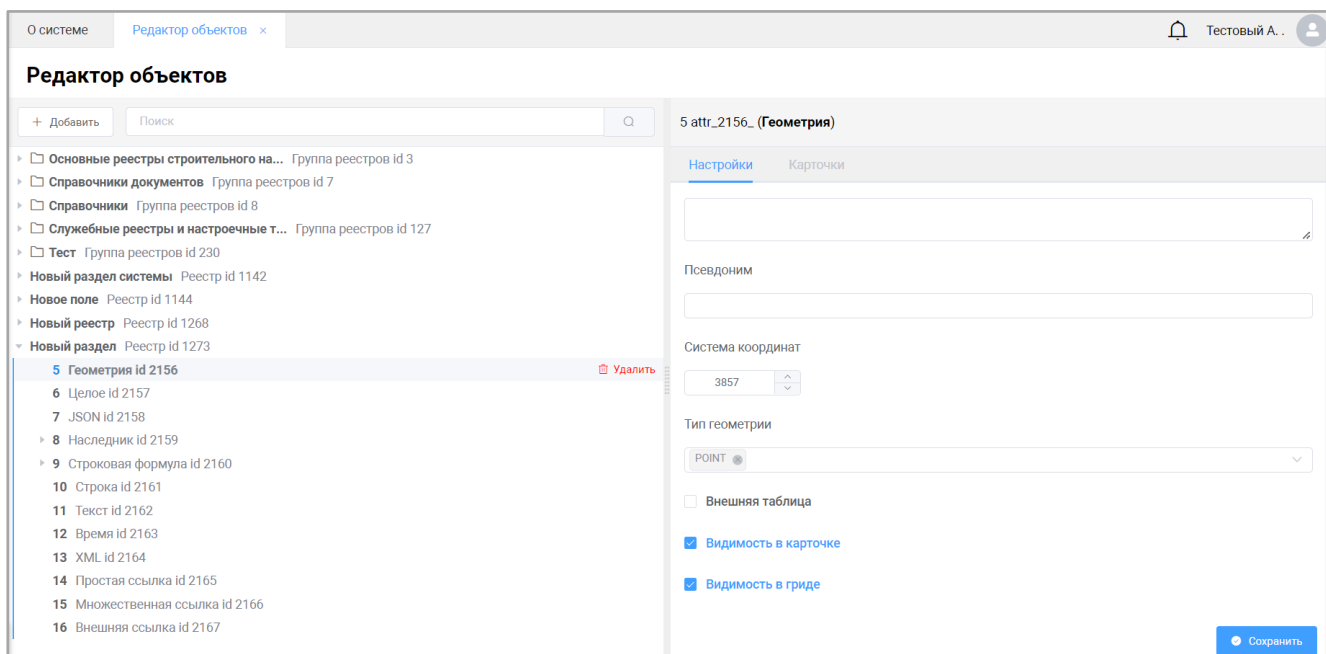 О системе
Редактор объектов ×
Тестовый А. .
Редактор объектов
+ Добавить
Поиск
Основные реестры строительного на... Группа реестров id 3
Справочники документов Группа реестров id 7
Справочники Группа реестров id 8
Служебные реестры и настроечные т... Группа реестров id 127
Тест Группа реестров id 230
Новый раздел системы Реестр id 1142
Новое поле Реестр id 1144
Новый реестр Реестр id 1268
Новый раздел Реестр id 1273
5 Геометрия id 2156 Удалить
6 Целое id 2157
7 JSON id 2158
8 Наследник id 2159
9 Строковая формула id 2160
10 Строка id 2161
11 Текст id 2162
12 Время id 2163
13 XML id 2164
14 Простая ссылка id 2165
15 Множественная ссылка id 2166
16 Внешняя ссылка id 2167
5 attr_2156_ (Геометрия)
Настройки
Карточки
Псевдоним
Система координат
3857
Тип геометрии
POINT
Внешняя таблица
Видимость в карточке
Видимость в гриде
Сохранить